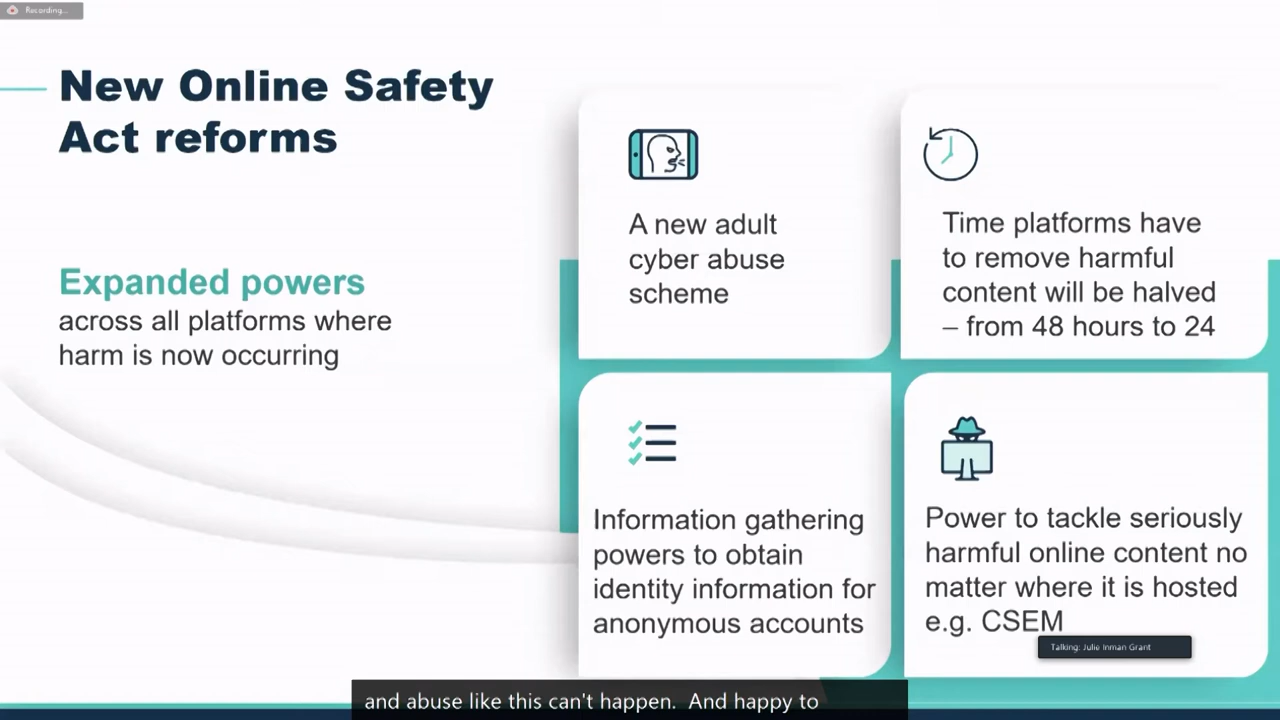 Recording...
New Online Safety
Act reforms
Expanded powers
across all platforms where
harm is now occurring
A new adult
cyber abuse
scheme
Time platforms have
to remove harmful
content will be halved
– from 48 hours to 24
Information gathering
powers to obtain
identity information for
anonymous accounts
Power to tackle seriously
harmful online content no
matter where it is hosted
e.g. CSEM
Talking: Julie Inman Grant
and abuse like this can't happen. And happy to